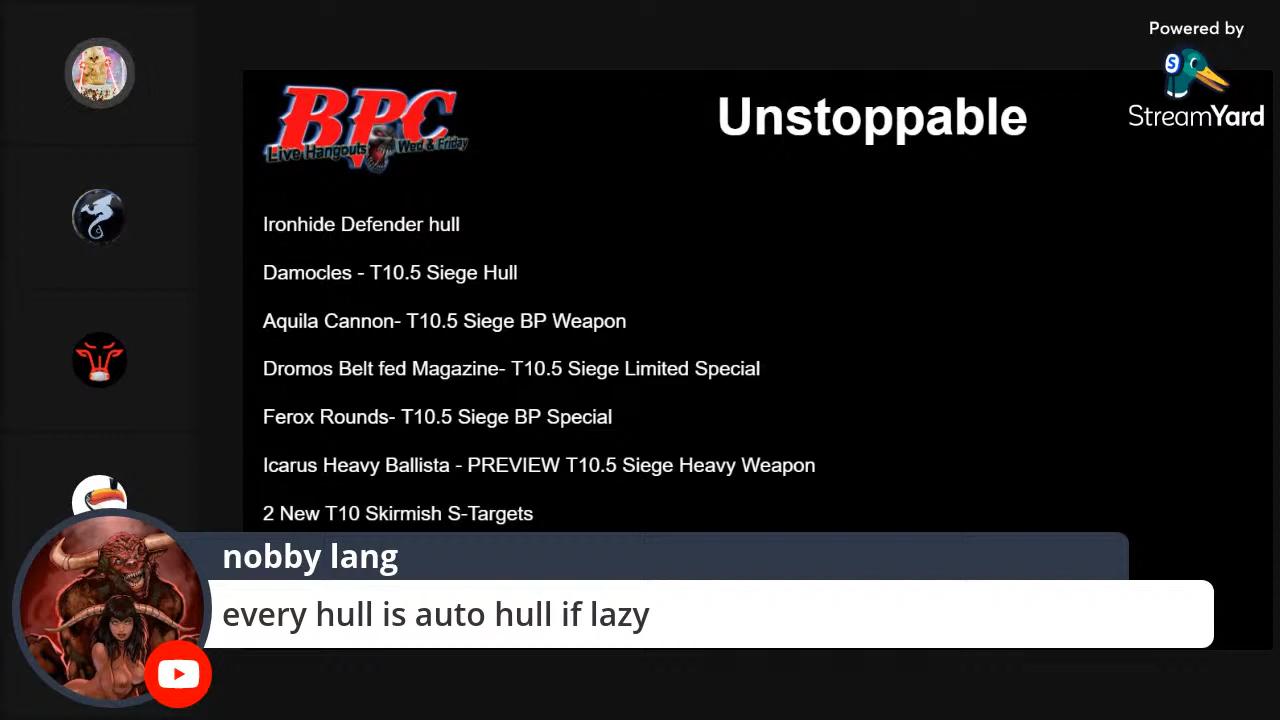 Powered by
StreamYard
BPC
Live Hangouts Wed & Friday
Unstoppable
Ironhide Defender hull
Damocles - T10.5 Siege Hull
Aquila Cannon- T10.5 Siege BP Weapon
Dromos Belt fed Magazine- T10.5 Siege Limited Special
Ferox Rounds- T10.5 Siege BP Special
Icarus Heavy Ballista - PREVIEW T10.5 Siege Heavy Weapon
2 New T10 Skirmish S-Targets
nobby lang
every hull is auto hull if lazy